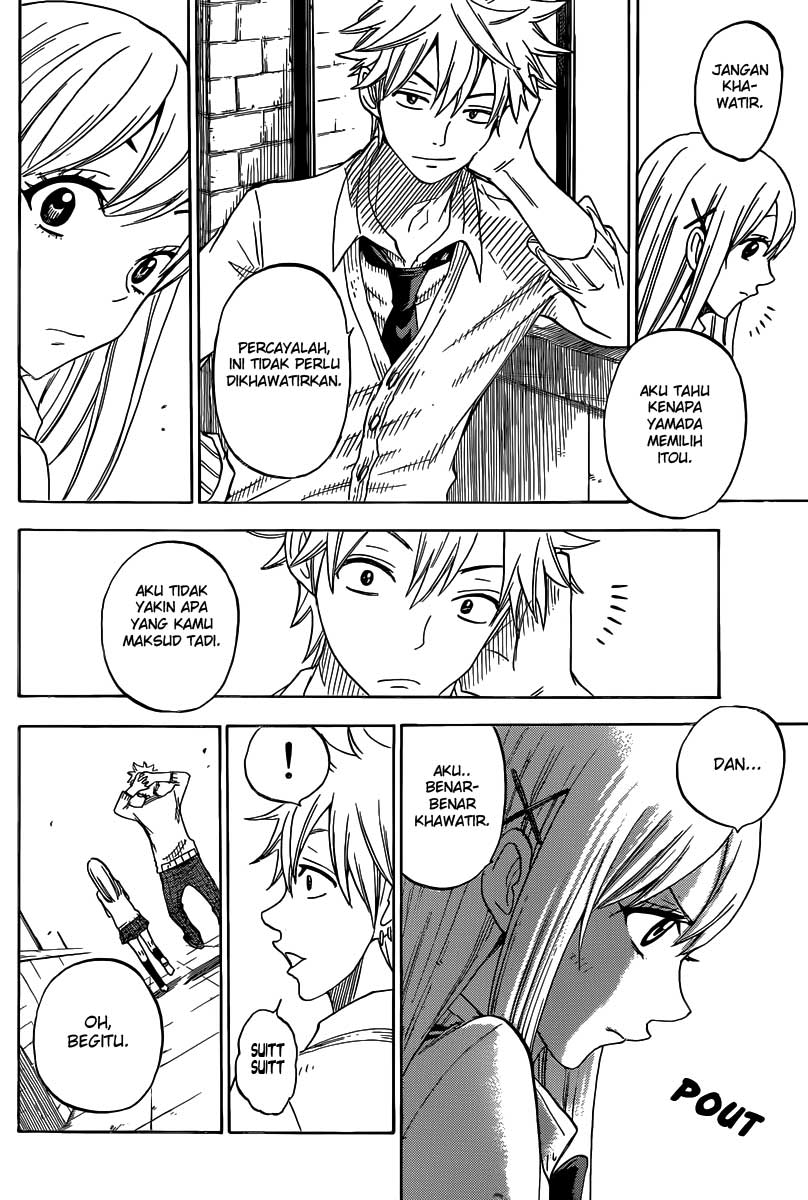 JANGAN
KHA-
WATIR.
AKU TAHU
KENAPA
YAMADA
MEMILIH
ITOU.
PERCAYALAH,
INI TIDAK PERLU
DIKHAWATIRKAN.
AKU TIDAK
YAKIN APA
YANG KAMU
MAKSUD TADI.
DAN...
AKU..
BENAR-
BENAR
KHAWATIR.
POUT
!
SUITT
SUITT
OH,
BEGITU.